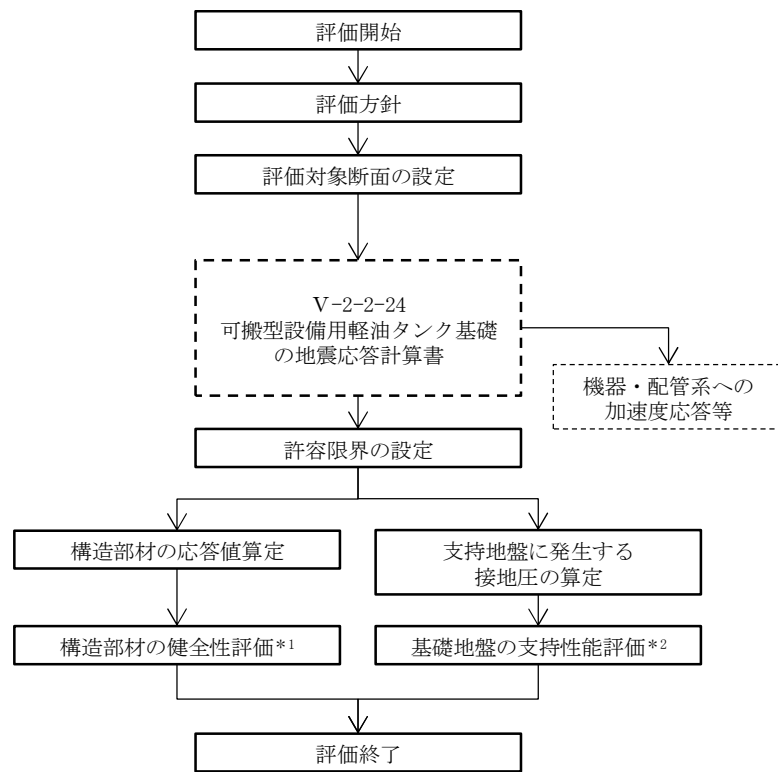 評価開始
評価方針
評価対象断面の設定
Ⅴ-2-2-24
可搬型設備用軽油タンク基礎
の地震応答計算書
機器・配管系への
加速度応答等
許容限界の設定
構造部材の応答値算定
支持地盤に発生する
接地圧の算定
構造部材の健全性評価*1
基礎地盤の支持性能評価*2
評価終了